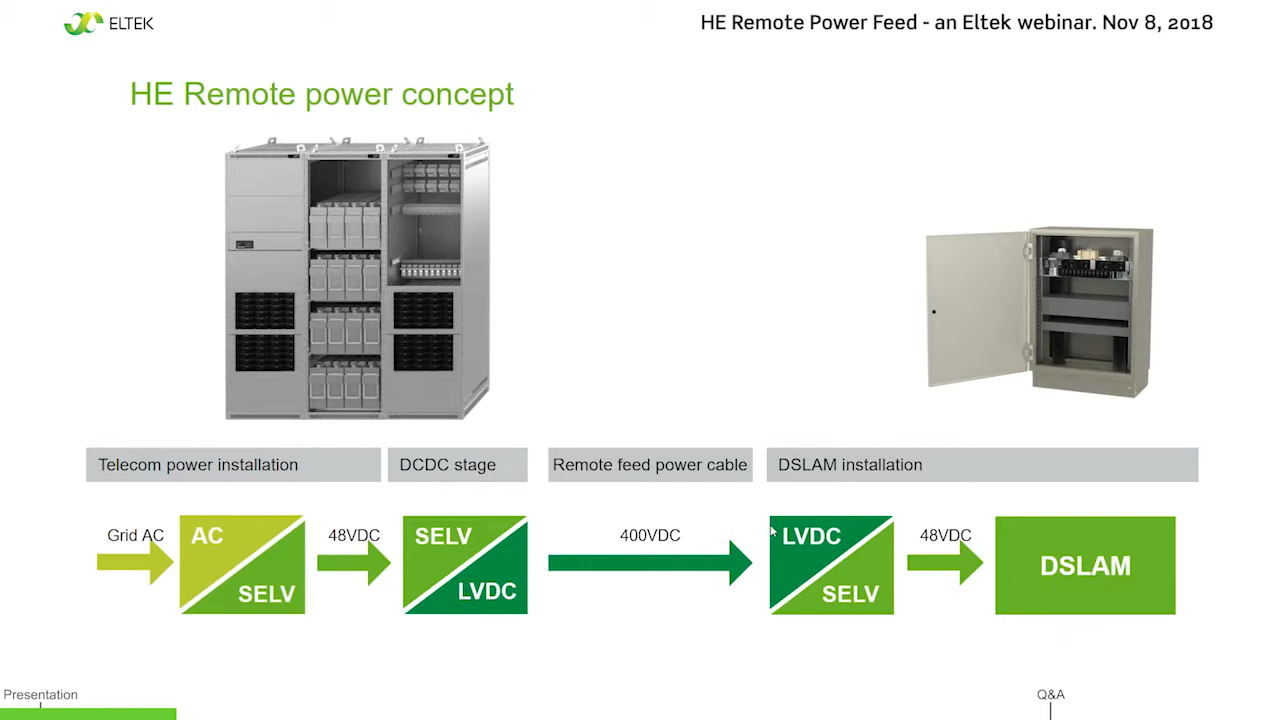 ELTEK
HE Remote Power Feed - an Eltek webinar. Nov 8, 2018
HE Remote power concept
Telecom power installation
DCDC stage
Remote feed power cable
DSLAM installation
Grid AC
AC
SELV
48VDC
SELV
LVDC
400VDC
LVDC
SELV
48VDC
DSLAM
Presentation
Q&A